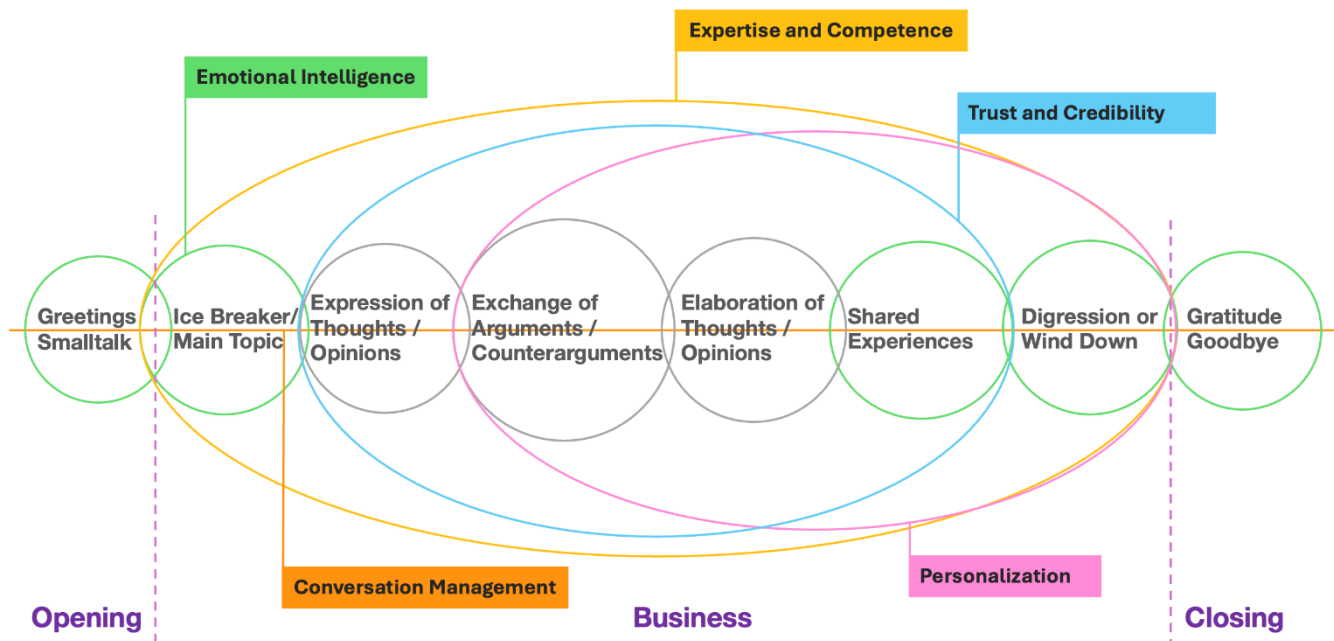 Expertise and Competence
Emotional Intelligence
Trust and Credibility
Greetings
Smalltalk
Ice Breaker/
Main Topic
Expression of
Thoughts /
Opinions
Exchange of
Arguments /
Counterarguments
Elaboration of
Thoughts /
Opinions
Shared
Experiences
Digression or
Wind Down
Gratitude
Goodbye
Conversation Management
Personalization
Opening
Business
Closing